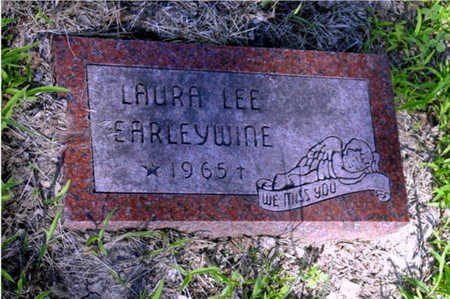 LAURA LEE
EARLEYWINE
★ 1965 †
WE MISS YOU